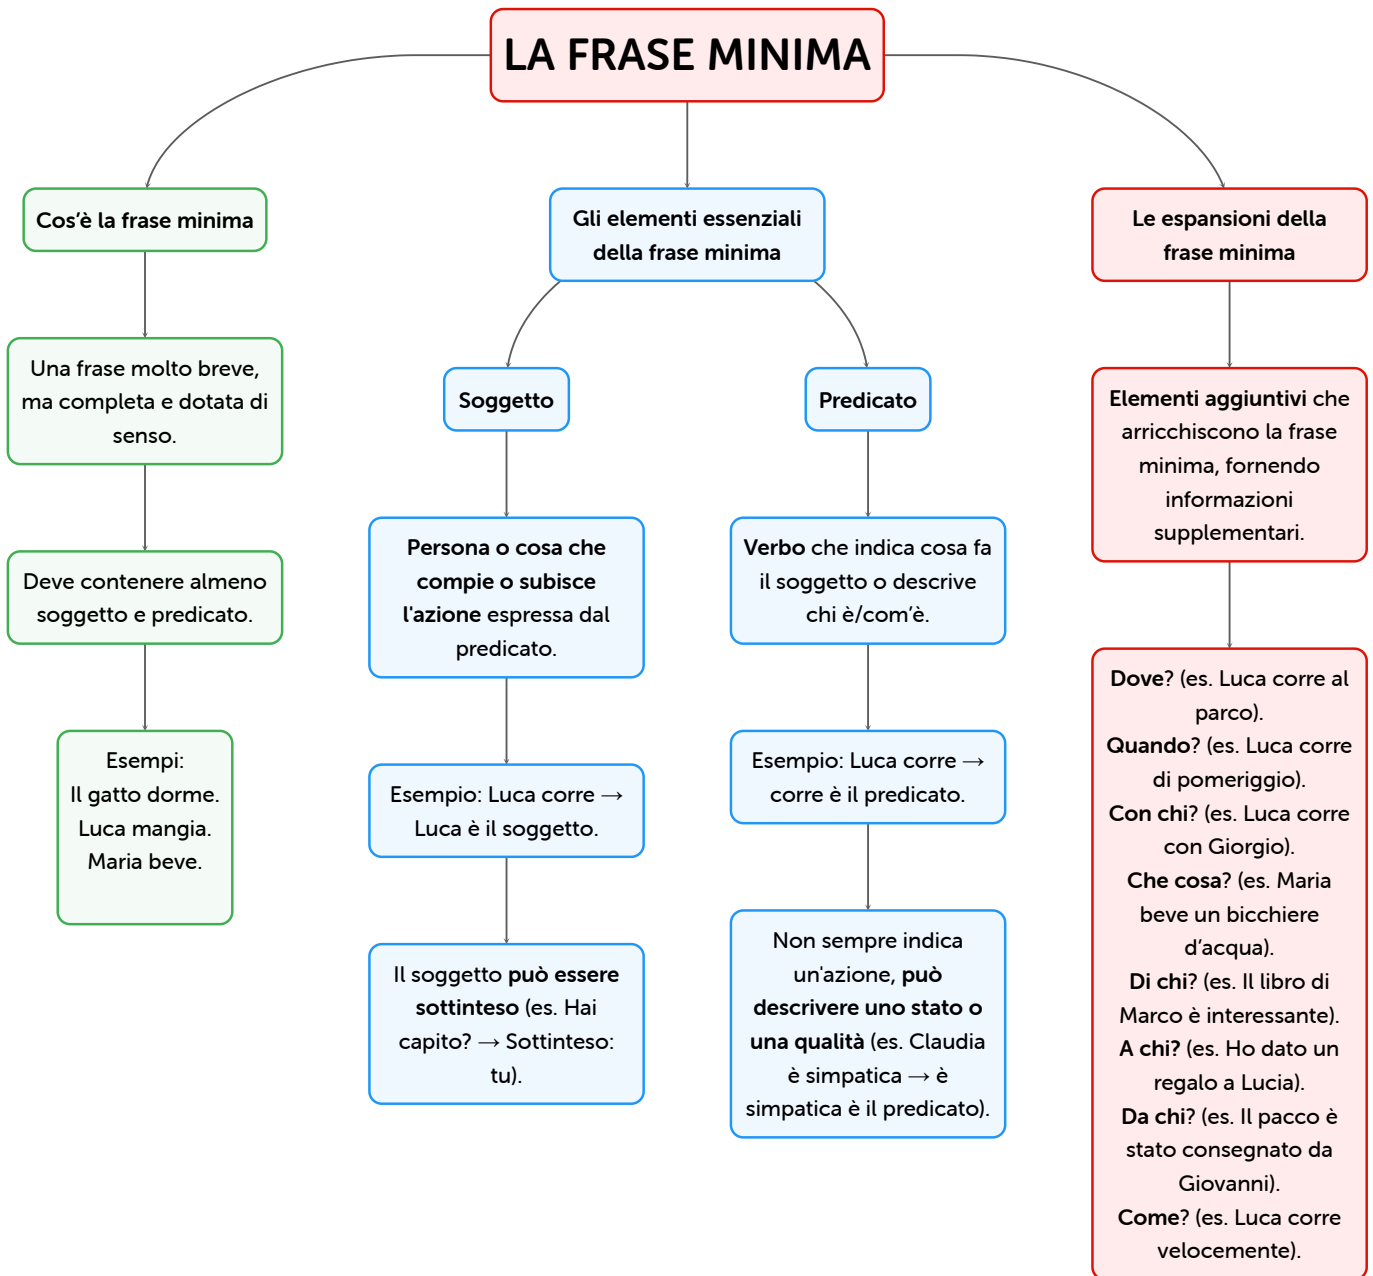 LA FRASE MINIMA
Cos’è la frase minima
Una frase molto breve,
ma completa e dotata di
senso.
Deve contenere almeno
soggetto e predicato.
Esempi:
Il gatto dorme.
Luca mangia.
Maria beve.
Gli elementi essenziali
della frase minima
Soggetto
Persona o cosa che
compie o subisce
l'azione espressa dal
predicato.
Esempio: Luca corre →
Luca è il soggetto.
Il soggetto può essere
sottinteso (es. Hai
capito? → Sottinteso:
tu).
Predicato
Verbo che indica cosa fa
il soggetto o descrive
chi è/com’è.
Esempio: Luca corre →
corre è il predicato.
Non sempre indica
un'azione, può
descrivere uno stato o
una qualità (es. Claudia
è simpatica → è
simpatica è il predicato).
Le espansioni della
frase minima
Elementi aggiuntivi che
arricchiscono la frase
minima, fornendo
informazioni
supplementari.
Dove? (es. Luca corre al
parco).
Quando? (es. Luca corre
di pomeriggio).
Con chi? (es. Luca corre
con Giorgio).
Che cosa? (es. Maria
beve un bicchiere
d’acqua).
Di chi? (es. Il libro di
Marco è interessante).
A chi? (es. Ho dato un
regalo a Lucia).
Da chi? (es. Il pacco è
stato consegnato da
Giovanni).
Come? (es. Luca corre
velocemente).